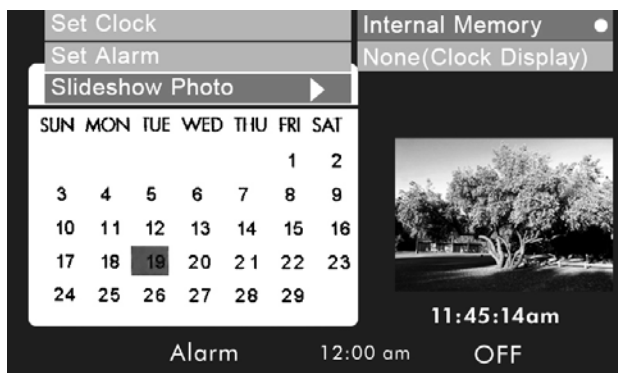 Set Clock
Set Alarm
Slideshow Photo
Internal Memory
None(Clock Display)
SUN MON TUE WED THU FRI SAT
1 2
3 4 5 6 7 8 9
10 11 12 13 14 15 16
17 18 19 20 21 22 23
24 25 26 27 28 29
11:45:14am
Alarm 12:00 am OFF